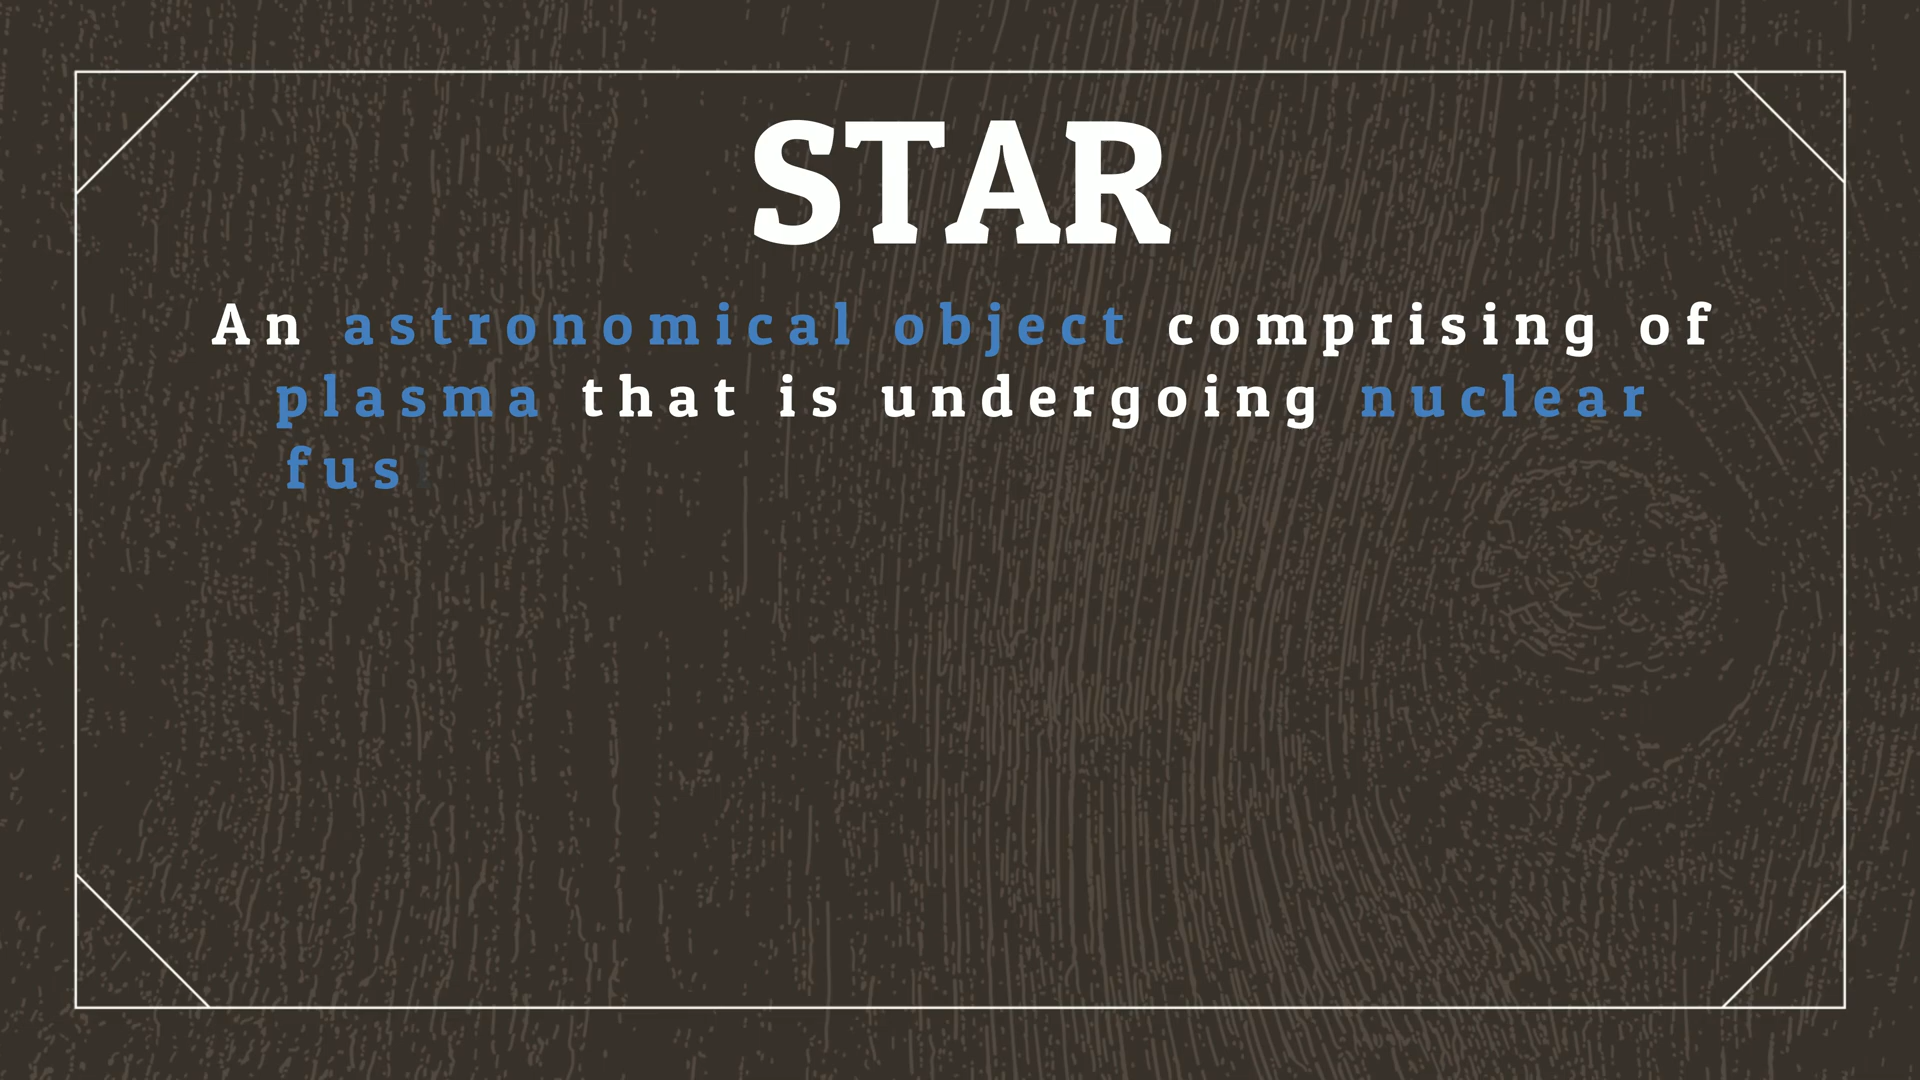 STAR
An astronomical object comprising of
plasma that is undergoing nuclear
fus